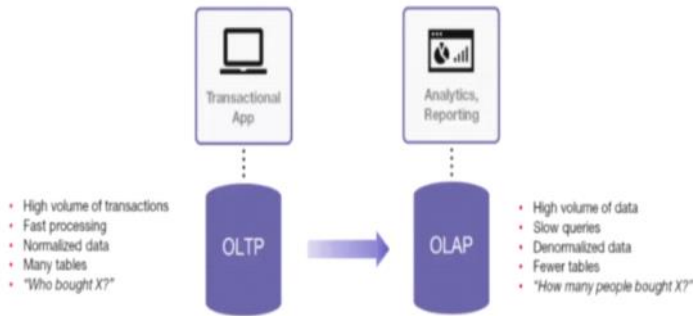 Transactional
App
Analytics,
Reporting
• High volume of transactions
• Fast processing
• Normalized data
• Many tables
• "Who bought X?"
OLTP
OLAP
• High volume of data
• Slow queries
• Denormalized data
• Fewer tables
• "How many people bought X?"